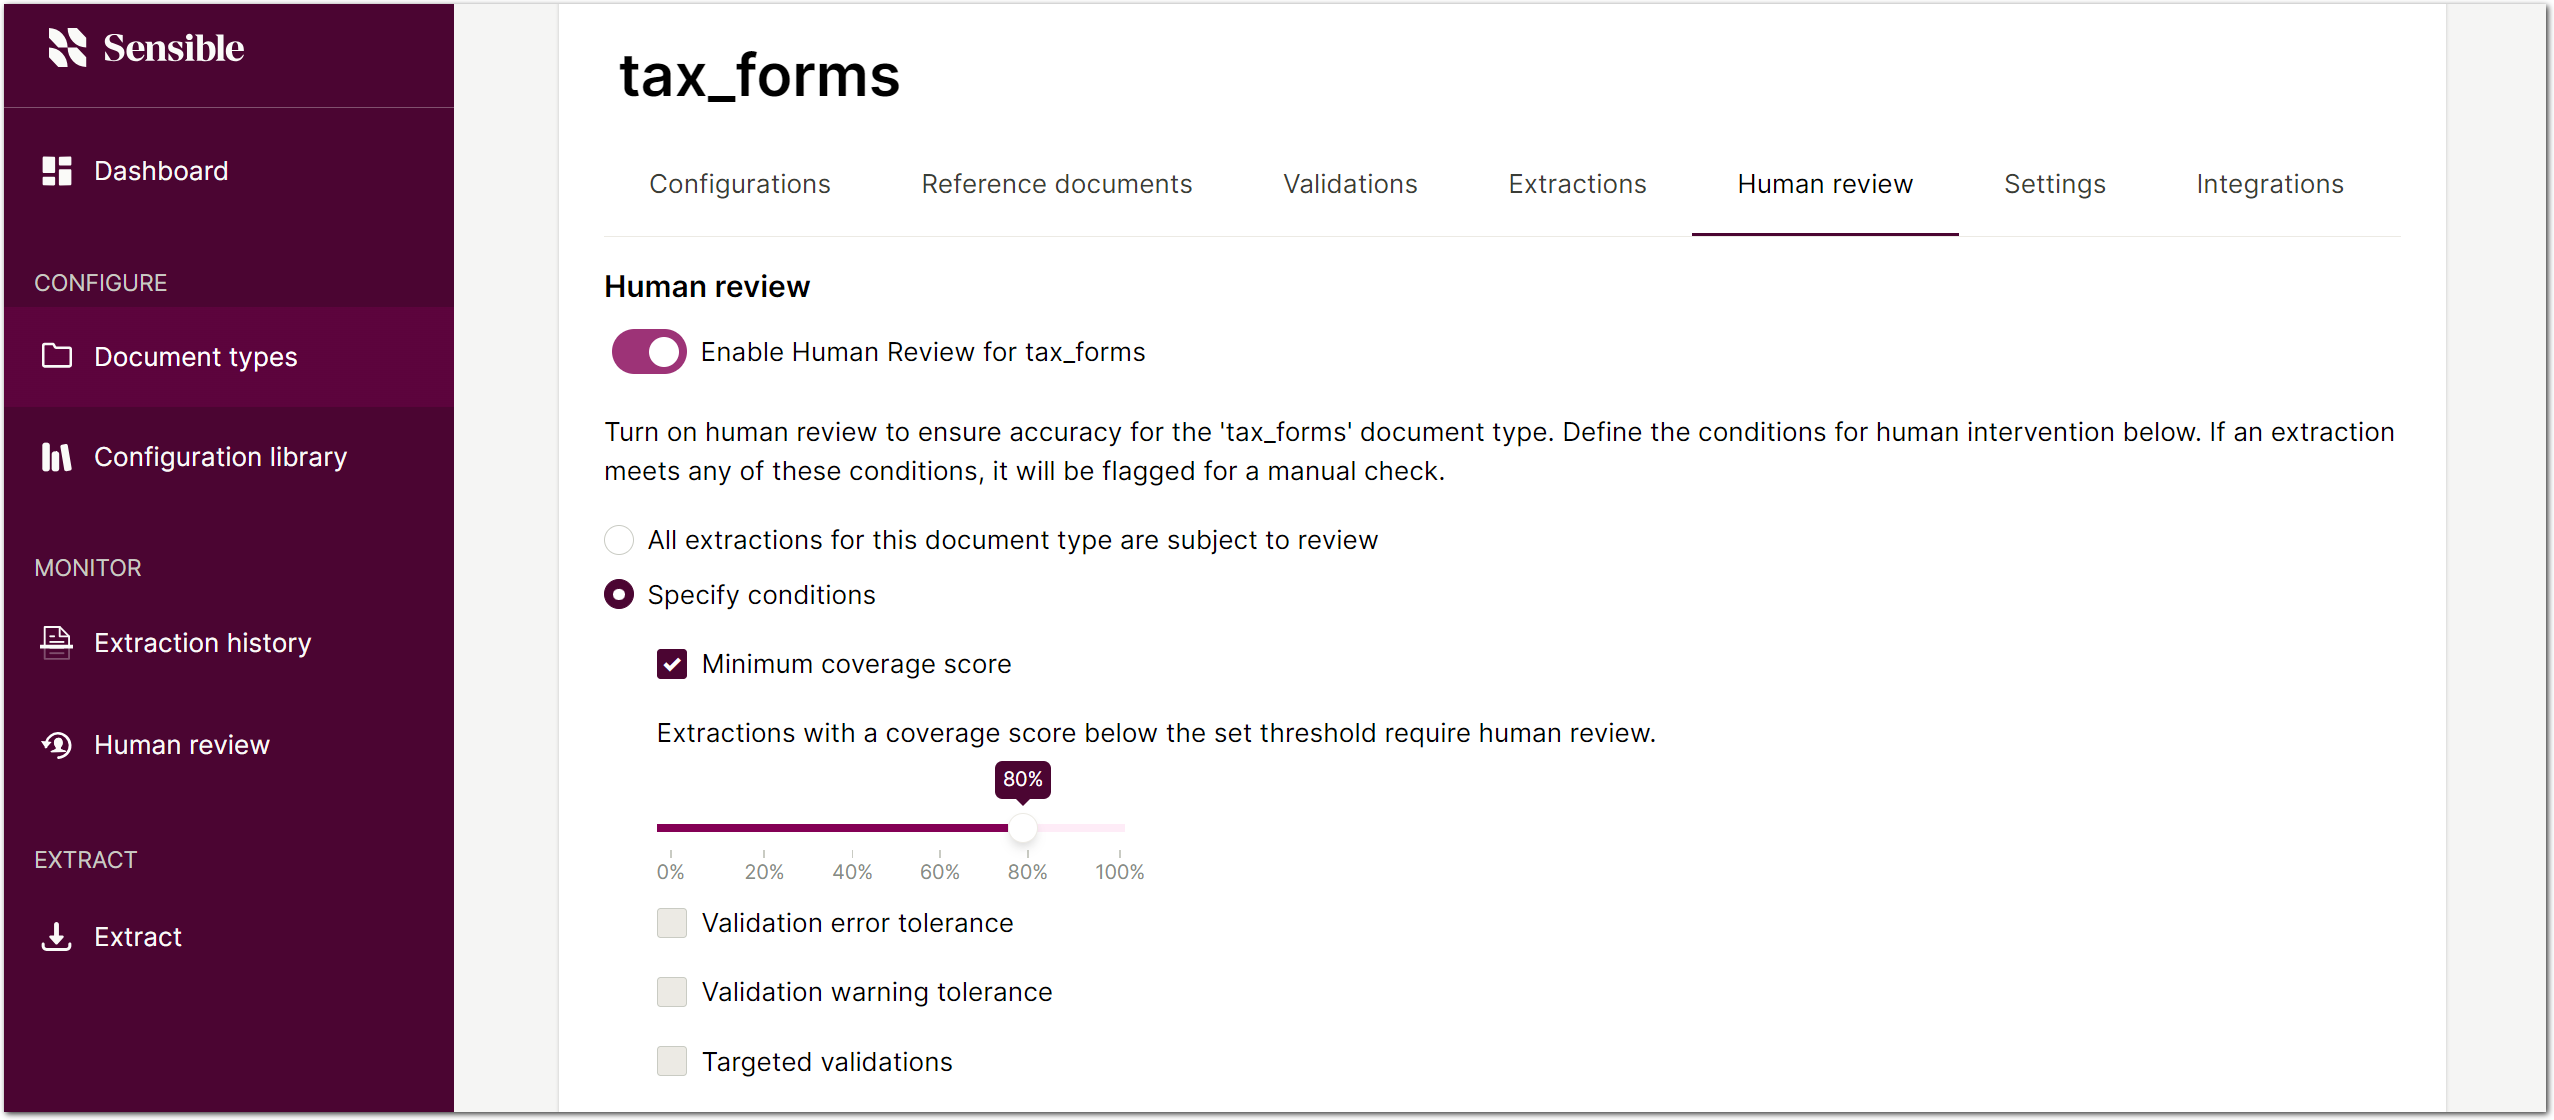 Sensible
Dashboard
CONFIGURE
Document types
Configuration library
MONITOR
Extraction history
Human review
EXTRACT
Extract
tax_forms
Configurations Reference documents Validations Extractions Human review Settings Integrations
Human review
Enable Human Review for tax_forms
Turn on human review to ensure accuracy for the 'tax_forms' document type. Define the conditions for human intervention below. If an extraction
meets any of these conditions, it will be flagged for a manual check.
All extractions for this document type are subject to review
Specify conditions
Minimum coverage score
Extractions with a coverage score below the set threshold require human review.
80%
0% 20% 40% 60% 80% 100%
Validation error tolerance
Validation warning tolerance
Targeted validations